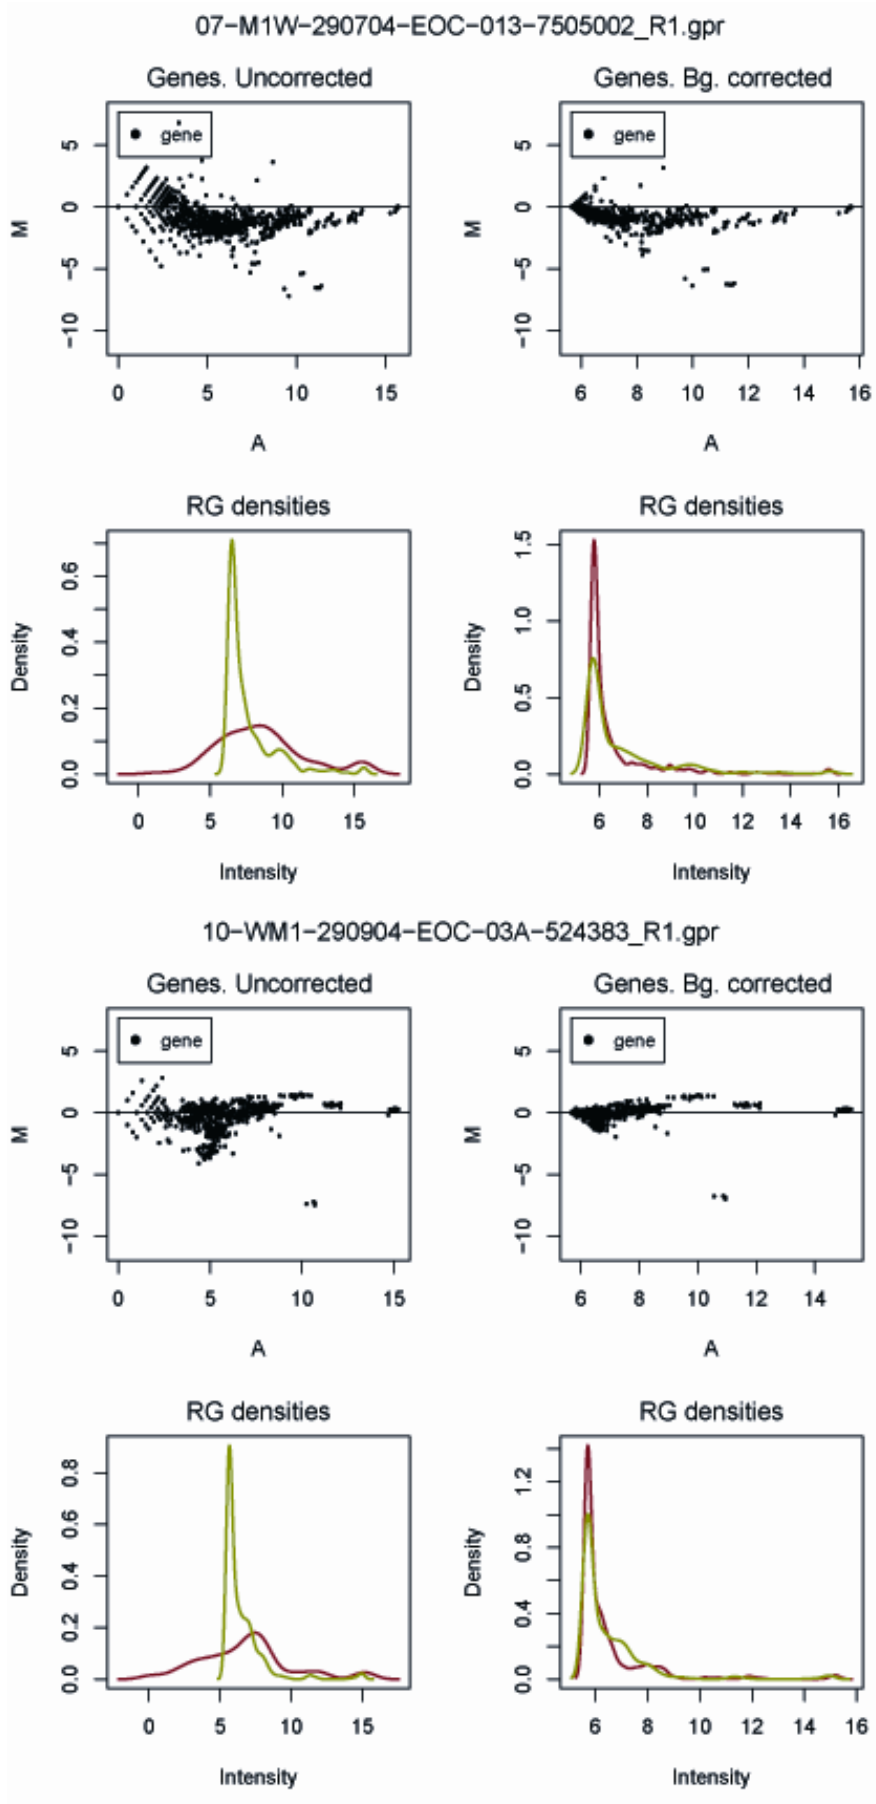 07-M1W-290704-EOC-013-7505002_R1.gpr
Genes. Uncorrected
gene
5
0
-5
-10
M
0 5 10 15
A
Genes. Bg. corrected
gene
5
0
-5
-10
M
6 8 10 12 14 16
A
RG densities
0.6
0.4
0.2
0.0
Density
0 5 10 15
Intensity
RG densities
1.5
1.0
0.5
0.0
Density
6 8 10 12 14 16
Intensity
10-WM1-290904-EOC-03A-524383_R1.gpr
Genes. Uncorrected
gene
5
0
-5
-10
M
0 5 10 15
A
Genes. Bg. corrected
gene
5
0
-5
-10
M
6 8 10 12 14
A
RG densities
0.8
0.6
0.4
0.2
0.0
Density
0 5 10 15
Intensity
RG densities
1.2
0.8
0.4
0.0
Density
6 8 10 12 14 16
Intensity